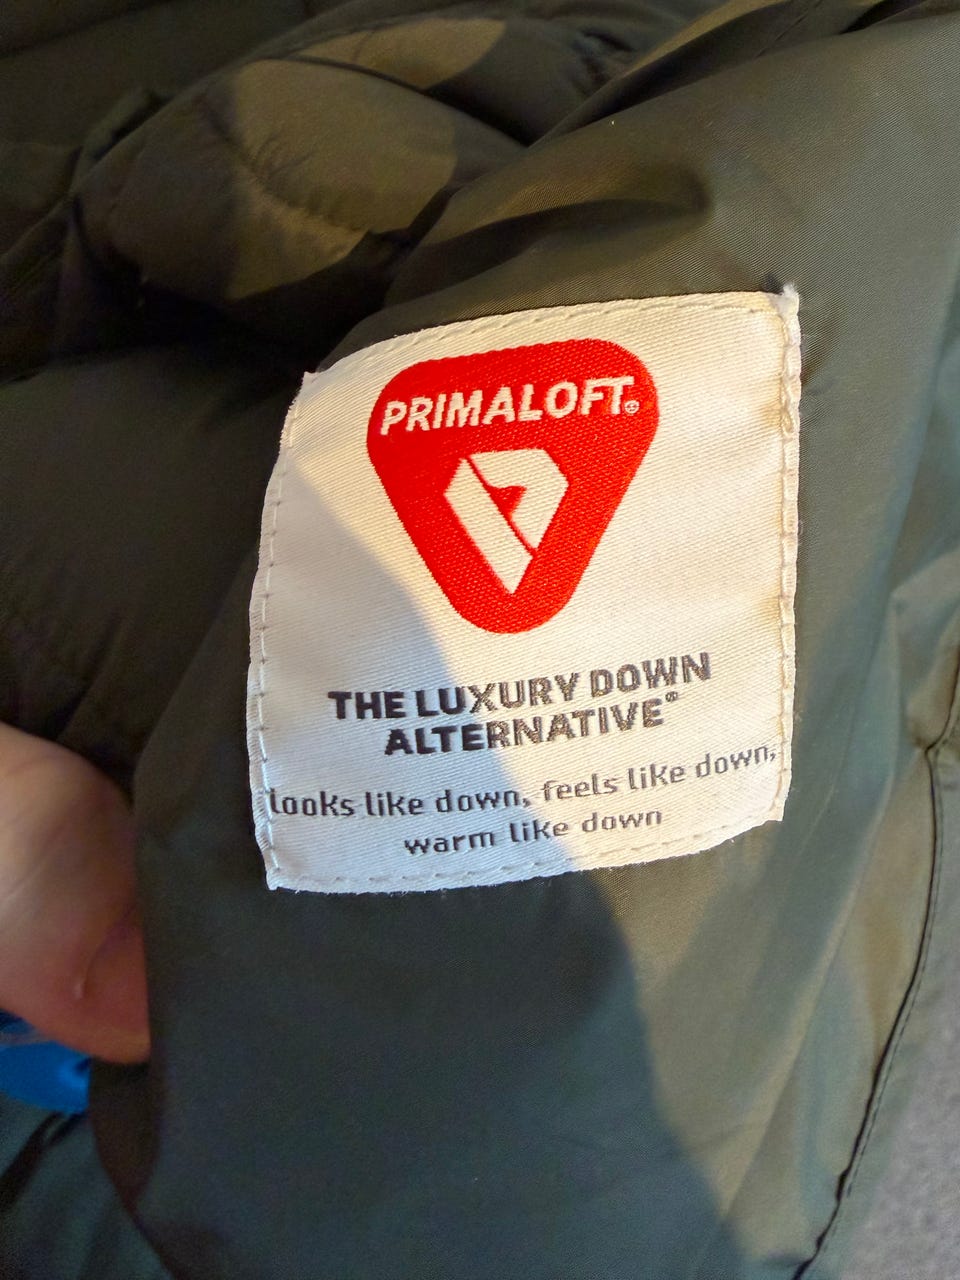 PRIMALOFT®
THE LUXURY DOWN
ALTERNATIVE®
Looks like down, feels like down,
warm like down